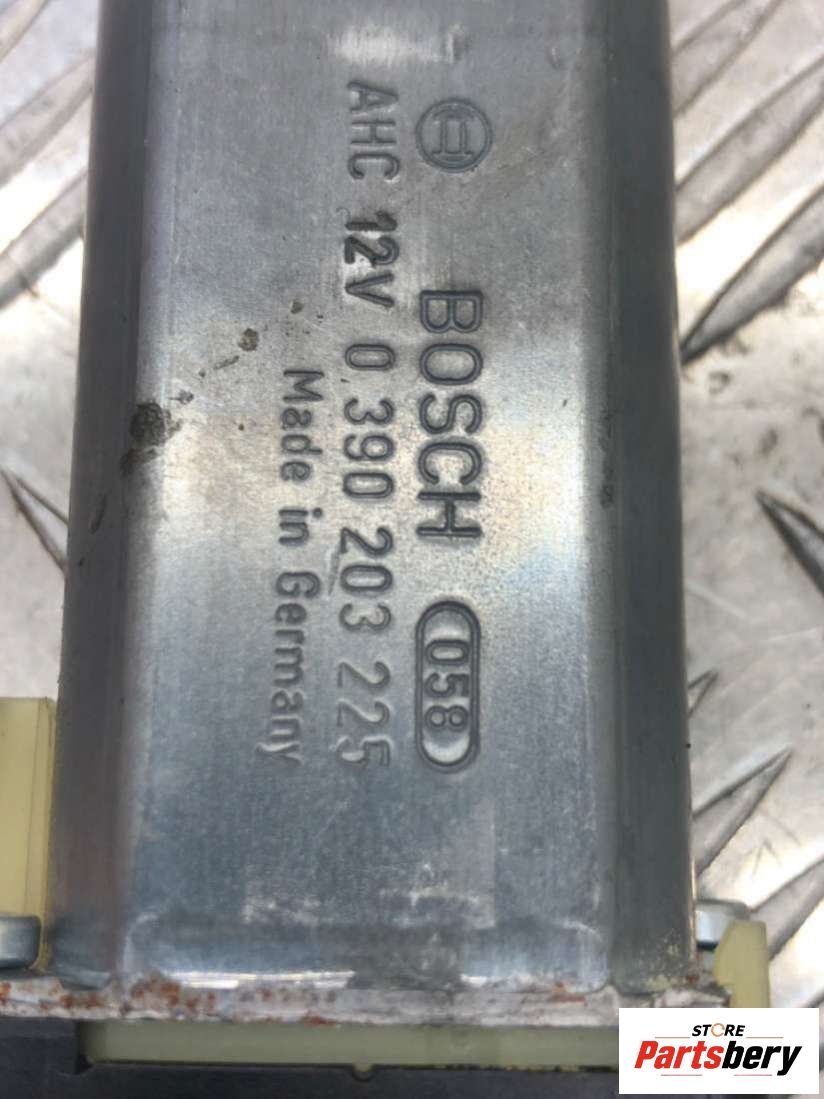 BOSCH 058
AHC 12V 0 390 203 225
Made in Germany
STORE
Partsbery